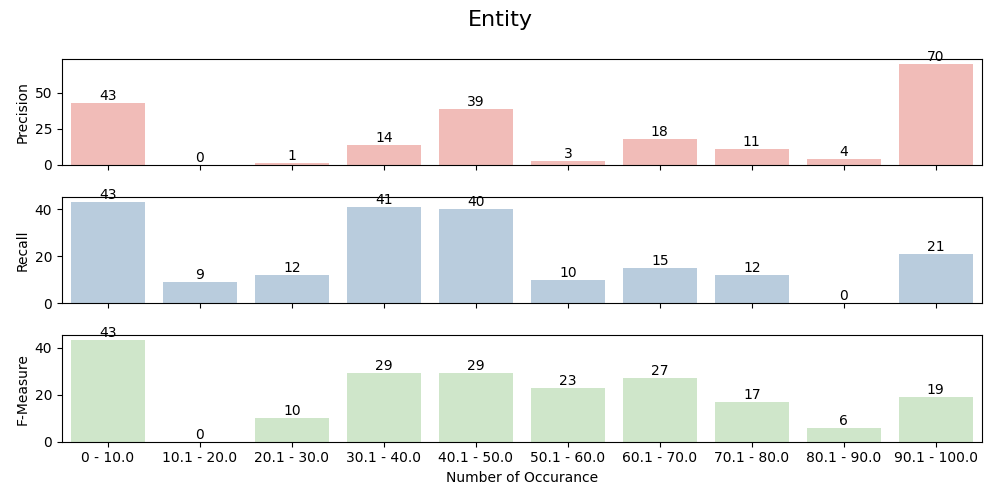 Entity
Precision
50
25
0
43
0
1
14
39
3
18
11
4
70
Recall
40
20
0
43
9
12
41
40
10
15
12
0
21
F-Measure
40
20
0
43
0
10
29
29
23
27
17
6
19
0 - 10.0
10.1 - 20.0
20.1 - 30.0
30.1 - 40.0
40.1 - 50.0
50.1 - 60.0
60.1 - 70.0
70.1 - 80.0
80.1 - 90.0
90.1 - 100.0
Number of Occurance